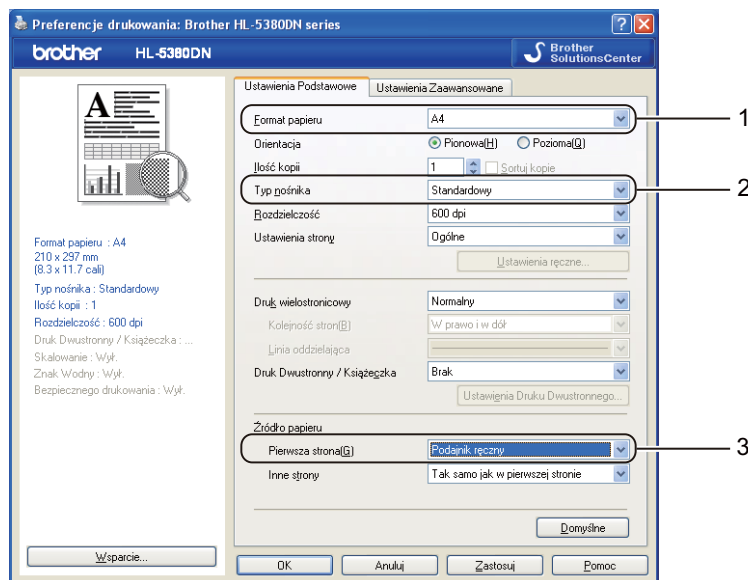 Preferencje drukowania: Brother HL-5380DN series
brother HL-5380DN
Brother
SolutionsCenter
Ustawienia Podstawowe Ustawienia Zaawansowane
Format papieru A4 1
Orientacja Pionowa(H) Pozioma(Q)
Ilość kopii 1 Sortuj kopie
Typ nośnika Standardowy 2
Rozdzielczość 600 dpi
Ustawienia strony Ogólne
Ustawienia ręczne...
Druk wielostronicowy Normalny
Kolejność stron(B) W prawo i w dół
Linia oddzielająca
Druk Dwustronny / Książeczka Brak
Ustawienia Druku Dwustronnego...
Źródło papieru
Pierwsza strona(G) Podajnik ręczny 3
Inne strony Tak samo jak w pierwszej stronie
Domyślne
A
Format papieru : A4
210 x 297 mm
(8.3 x 11.7 cali)
Typ nośnika : Standardowy
Ilość kopii : 1
Rozdzielczość : 600 dpi
Druk Dwustronny / Książeczka : ...
Skalowanie : Wył.
Znak Wodny : Wył.
Bezpiecznego drukowania : Wył.
Wsparcie...
OK Anuluj Zastosuj Pomoc